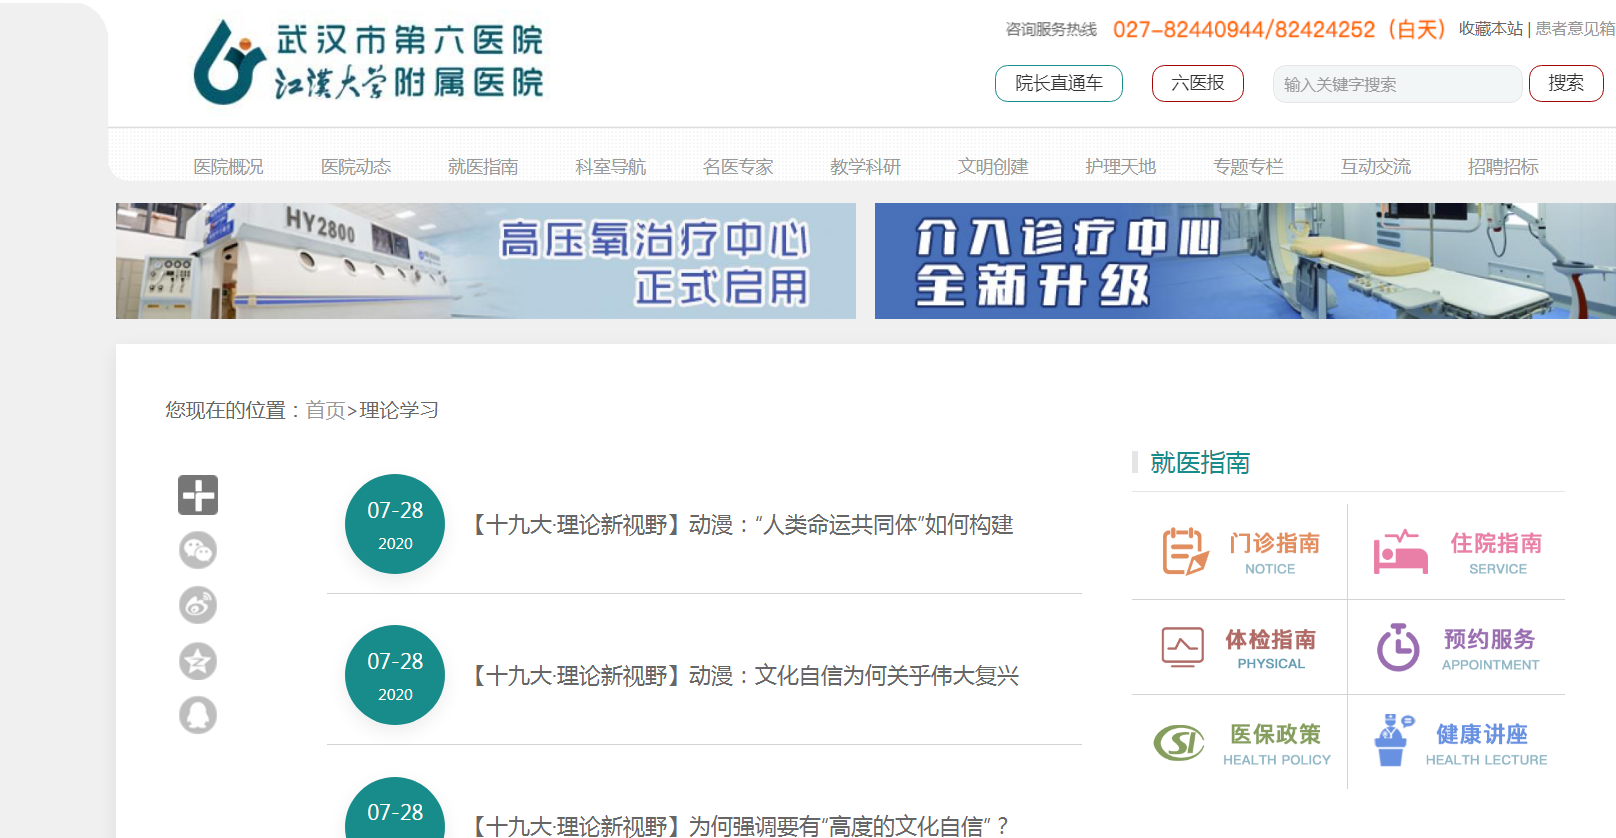 武汉市第六医院
江汉大学附属医院
咨询服务热线 027-82440944/82424252（白天） 收藏本站 | 患者意见箱
院长直通车 六医报 输入关键字搜索 搜索
医院概况 医院动态 就医指南 科室导航 名医专家 教学科研 文明创建 护理天地 专题专栏 互动交流 招聘招标
HY2800
高压氧治疗中心
正式启用
介入诊疗中心
全新升级
您现在的位置：首页>理论学习
07-28
2020
【十九大·理论新视野】动漫：“人类命运共同体”如何构建
07-28
2020
【十九大·理论新视野】动漫：文化自信为何关乎伟大复兴
07-28
【十九大·理论新视野】为何强调要有“高度的文化自信”？
就医指南
门诊指南
NOTICE
住院指南
SERVICE
体检指南
PHYSICAL
预约服务
APPOINTMENT
SI
医保政策
HEALTH POLICY
健康讲座
HEALTH LECTURE